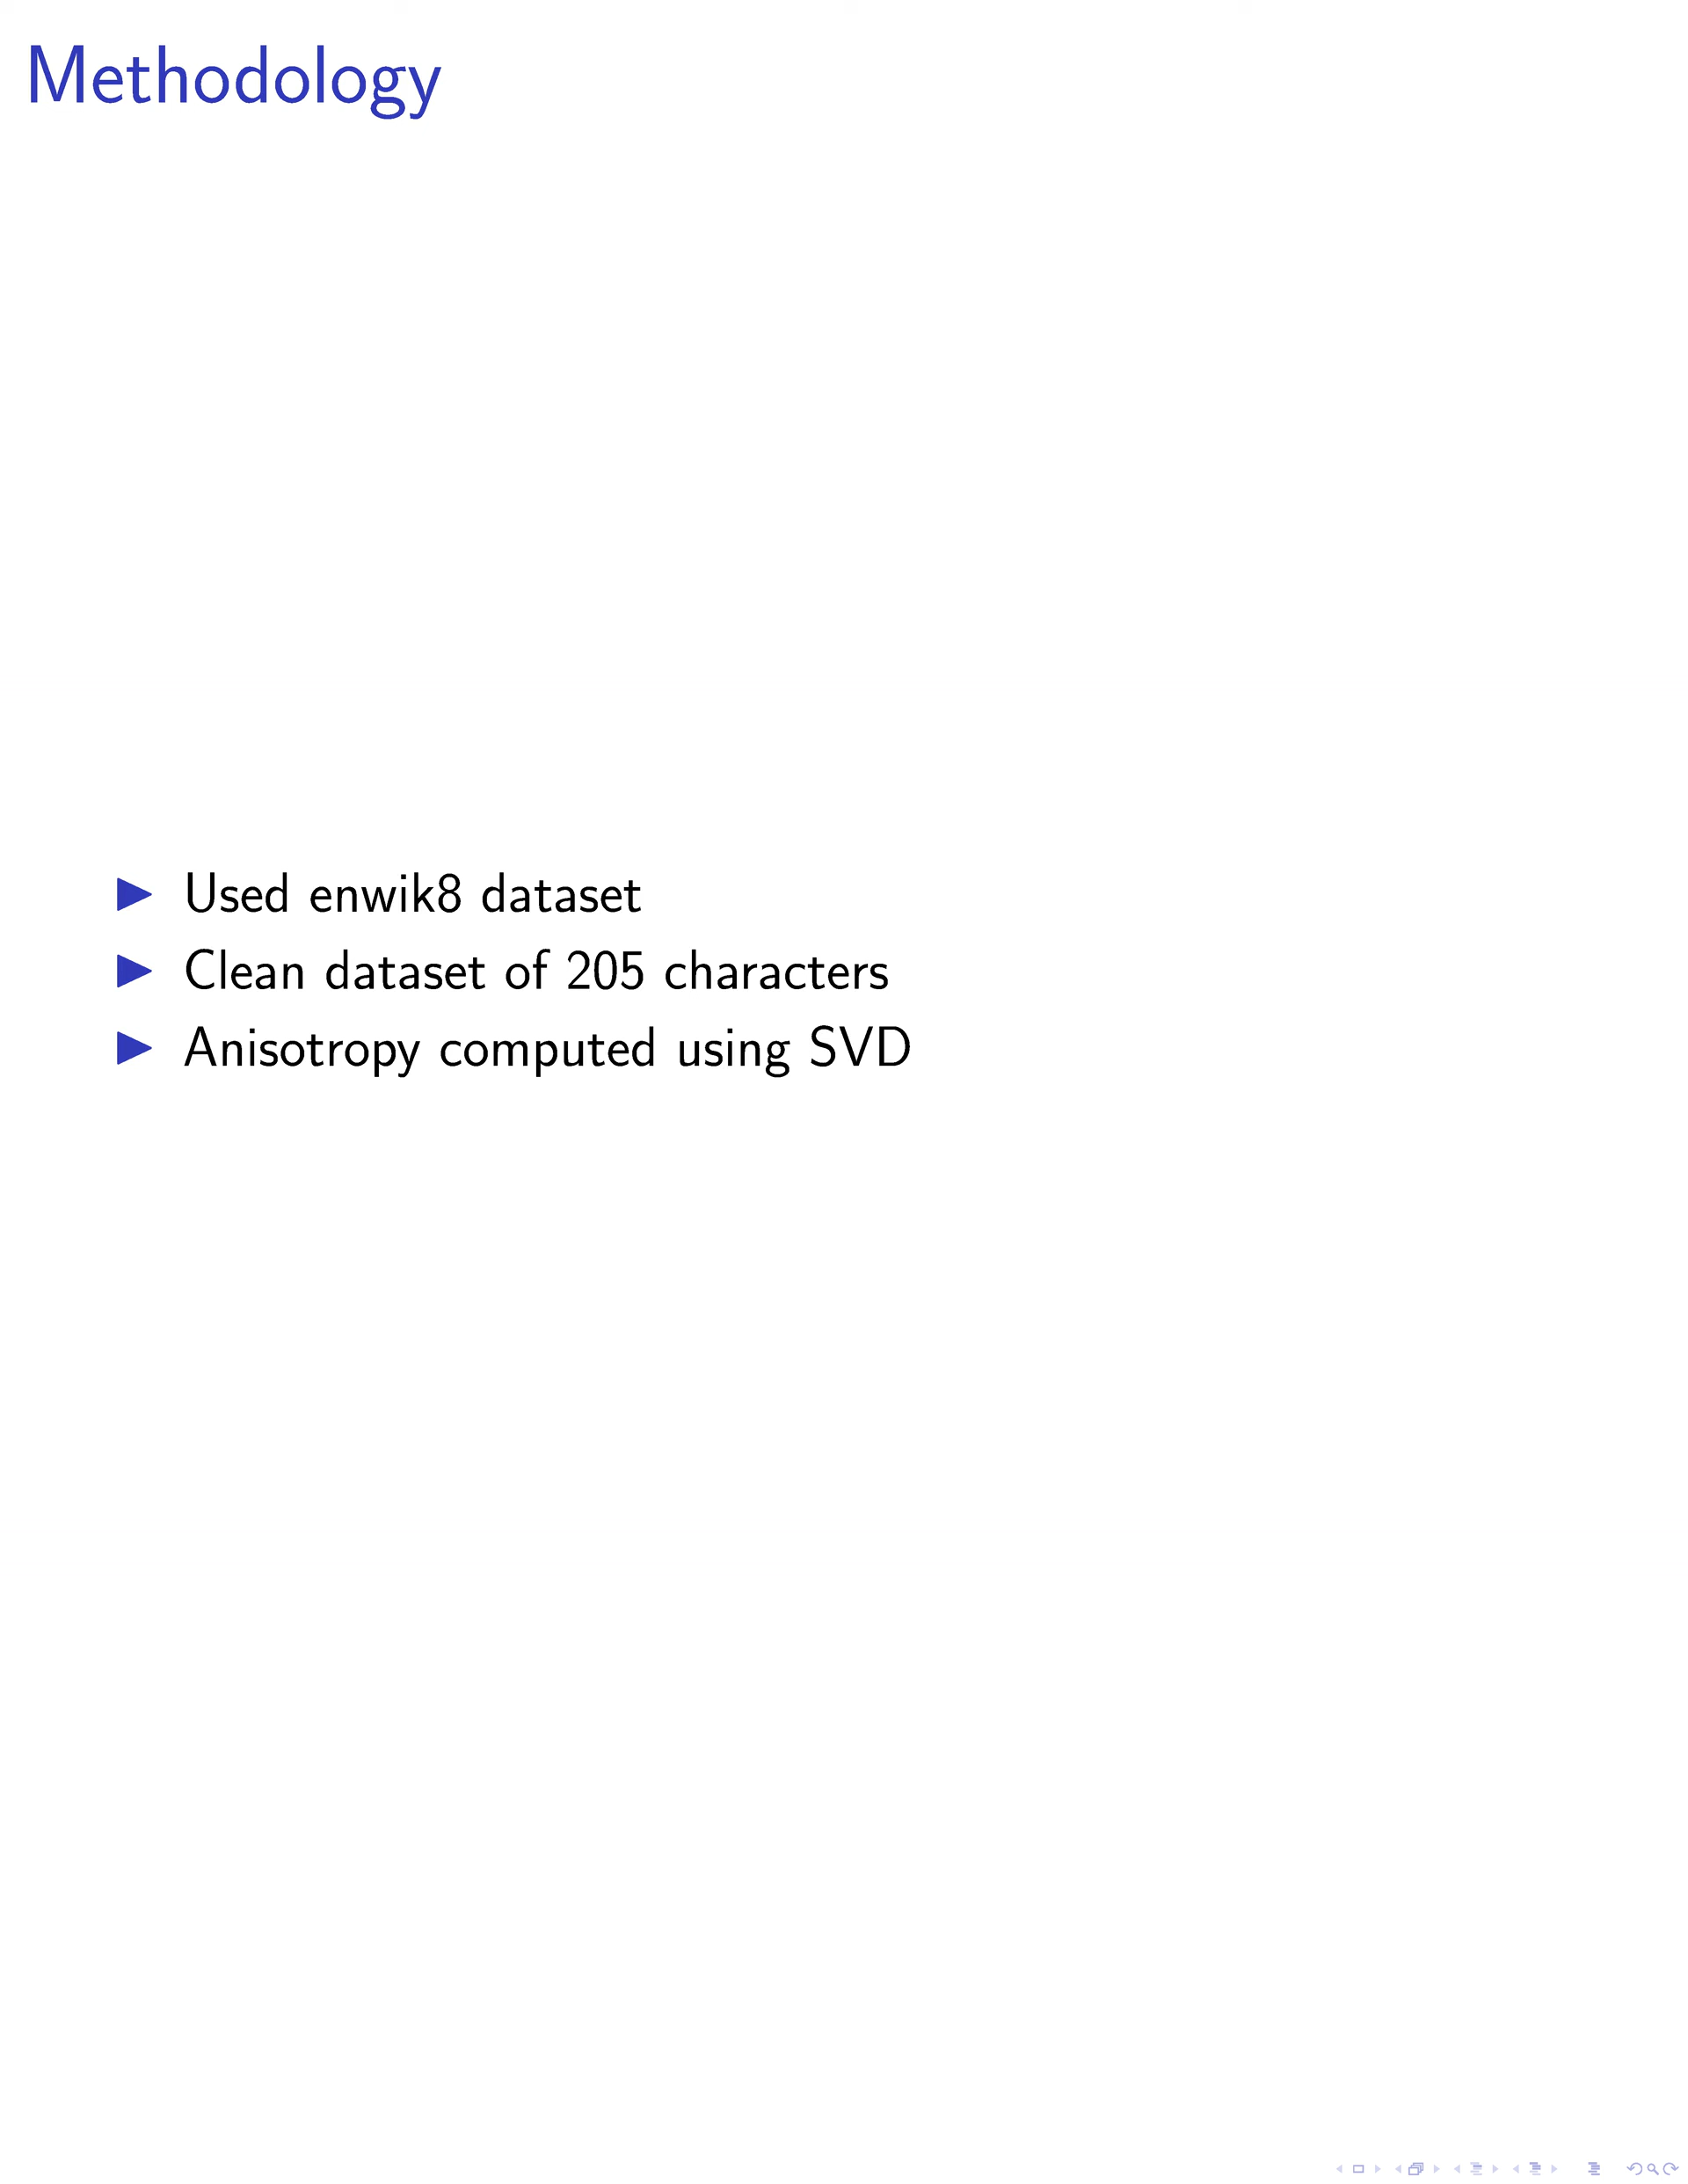 Methodology
Used enwik8 dataset
Clean dataset of 205 characters
Anisotropy computed using SVD